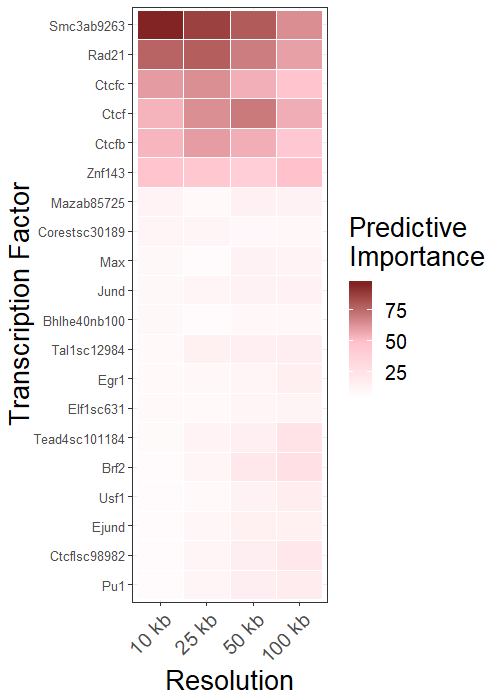 Transcription Factor
Smc3ab9263
Rad21
Ctcfc
Ctcf
Ctcfb
Znf143
Mazab85725
Corestsc30189
Max
Jund
Bhlhe40nb100
Tal1sc12984
Egr1
Elf1sc631
Tead4sc101184
Brf2
Usf1
Ejund
Ctcflsc98982
Pu1
10 kb
25 kb
50 kb
100 kb
Resolution
Predictive
Importance
75
50
25